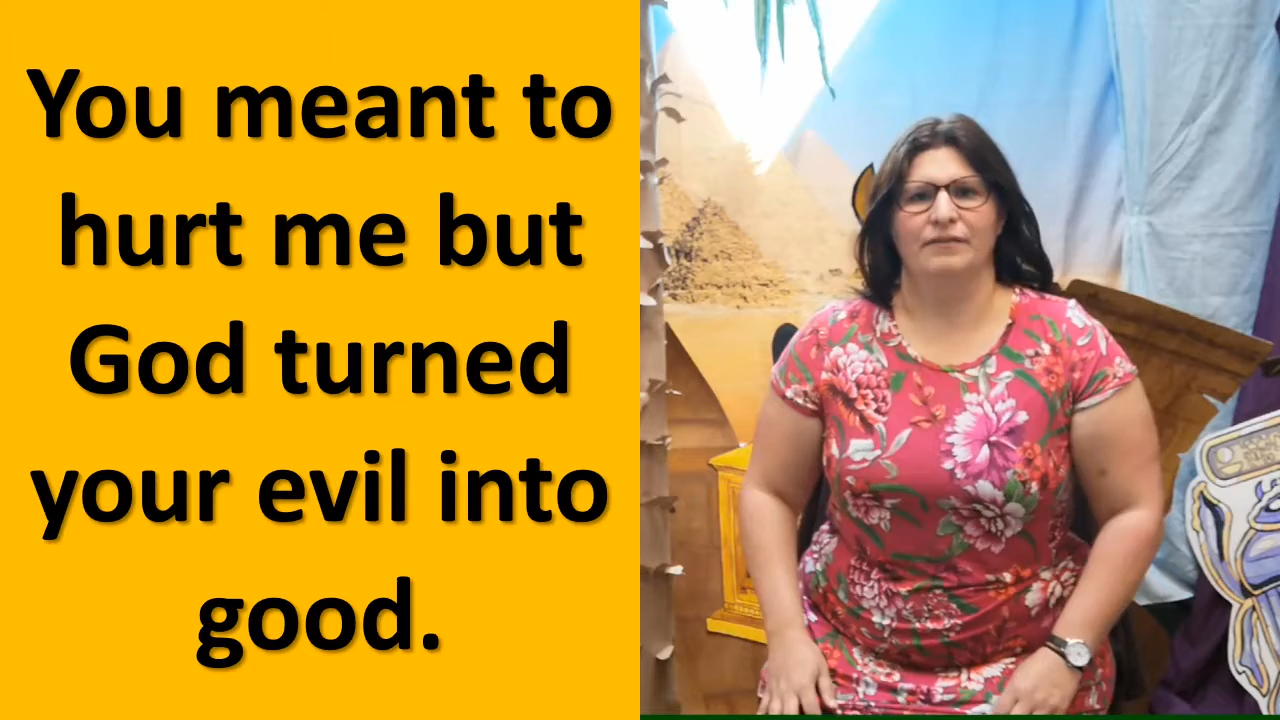 You meant to
hurt me but
God turned
your evil into
good.